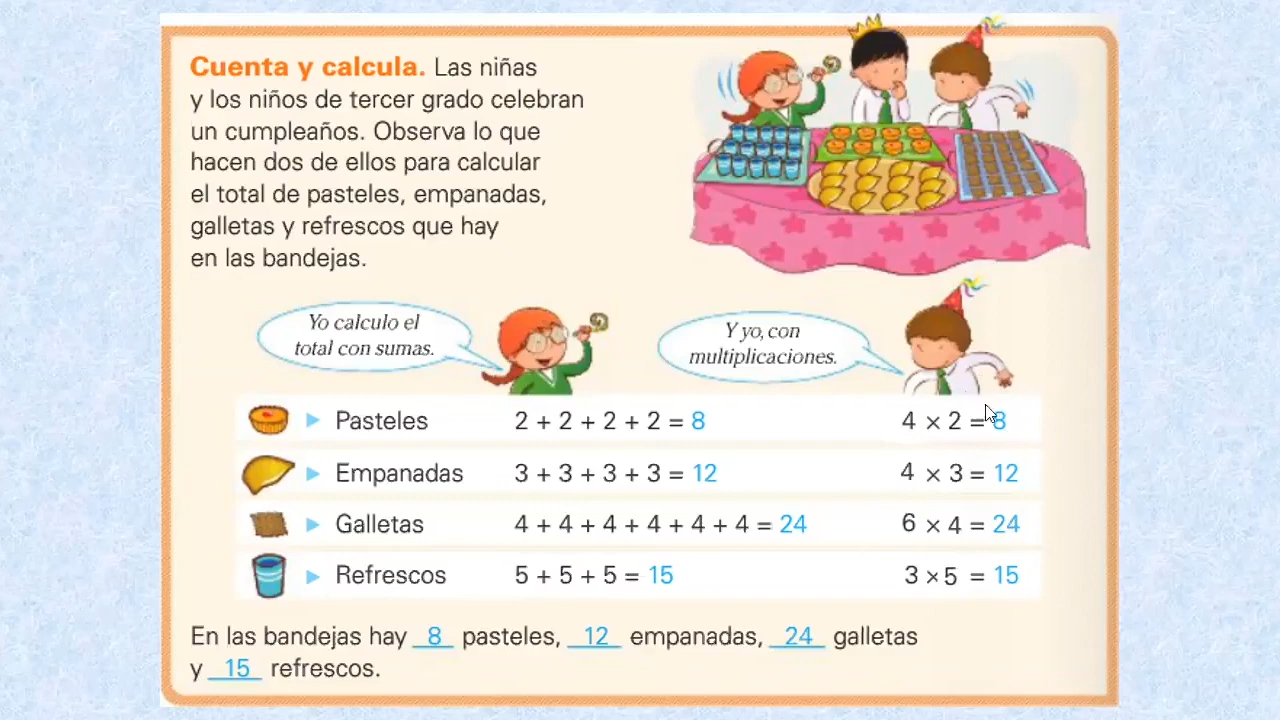 Cuenta y calcula. Las niñas
y los niños de tercer grado celebran
un cumpleaños. Observa lo que
hacen dos de ellos para calcular
el total de pasteles, empanadas,
galletas y refrescos que hay
en las bandejas.
Yo calculo el
total con sumas.
Y yo, con
multiplicaciones.
Pasteles 2 + 2 + 2 + 2 = 8 4 × 2 = 8
Empanadas 3 + 3 + 3 + 3 = 12 4 × 3 = 12
Galletas 4 + 4 + 4 + 4 + 4 + 4 = 24 6 × 4 = 24
Refrescos 5 + 5 + 5 = 15 3 × 5 = 15
En las bandejas hay 8 pasteles, 12 empanadas, 24 galletas
y 15 refrescos.